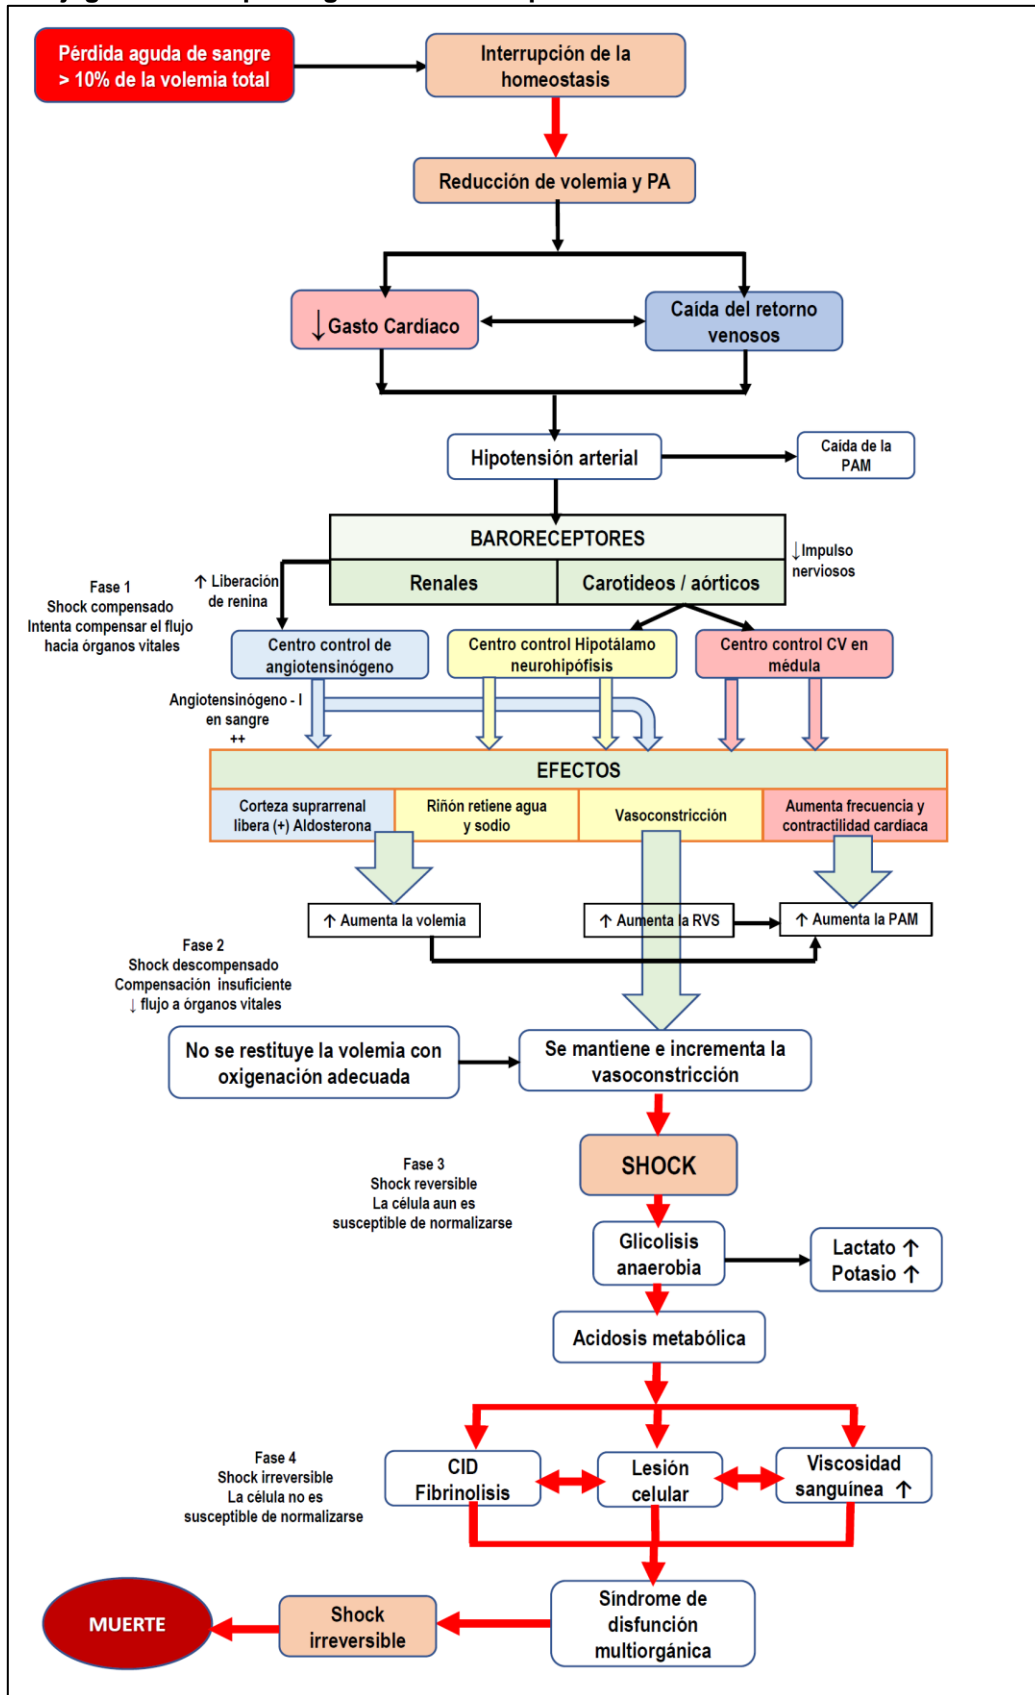 Pérdida aguda de sangre
> 10% de la volemia total
Interrupción de la
homeostasis
Reducción de volemia y PA
↓Gasto Cardíaco
Caída del retorno
venosos
Hipotensión arterial
Caída de la
PAM
BARORECEPTORES
Renales
Carotideos / aórticos
↓Impulso
nerviosos
↑ Liberación
de renina
Fase 1
Shock compensado
Intenta compensar el flujo
hacia órganos vitales
Centro control de
angiotensinógeno
Centro control Hipotálamo
neurohipófisis
Centro control CV en
médula
Angiotensinógeno - I
en sangre
++
EFECTOS
Corteza suprarrenal
libera (+) Aldosterona
Riñón retiene agua
y sodio
Vasoconstricción
Aumenta frecuencia y
contractilidad cardíaca
↑ Aumenta la volemia
↑ Aumenta la RVS
↑ Aumenta la PAM
Fase 2
Shock descompensado
Compensación insuficiente
↓ flujo a órganos vitales
No se restituye la volemia con
oxigenación adecuada
Se mantiene e incrementa la
vasoconstricción
SHOCK
Fase 3
Shock reversible
La célula aun es
susceptible de normalizarse
Glicolisis
anaerobia
Lactato ↑
Potasio ↑
Acidosis metabólica
Fase 4
Shock irreversible
La célula no es
susceptible de normalizarse
CID
Fibrinolisis
Lesión
celular
Viscosidad
sanguínea ↑
Síndrome de
disfunción
multiorgánica
Shock
irreversible
MUERTE